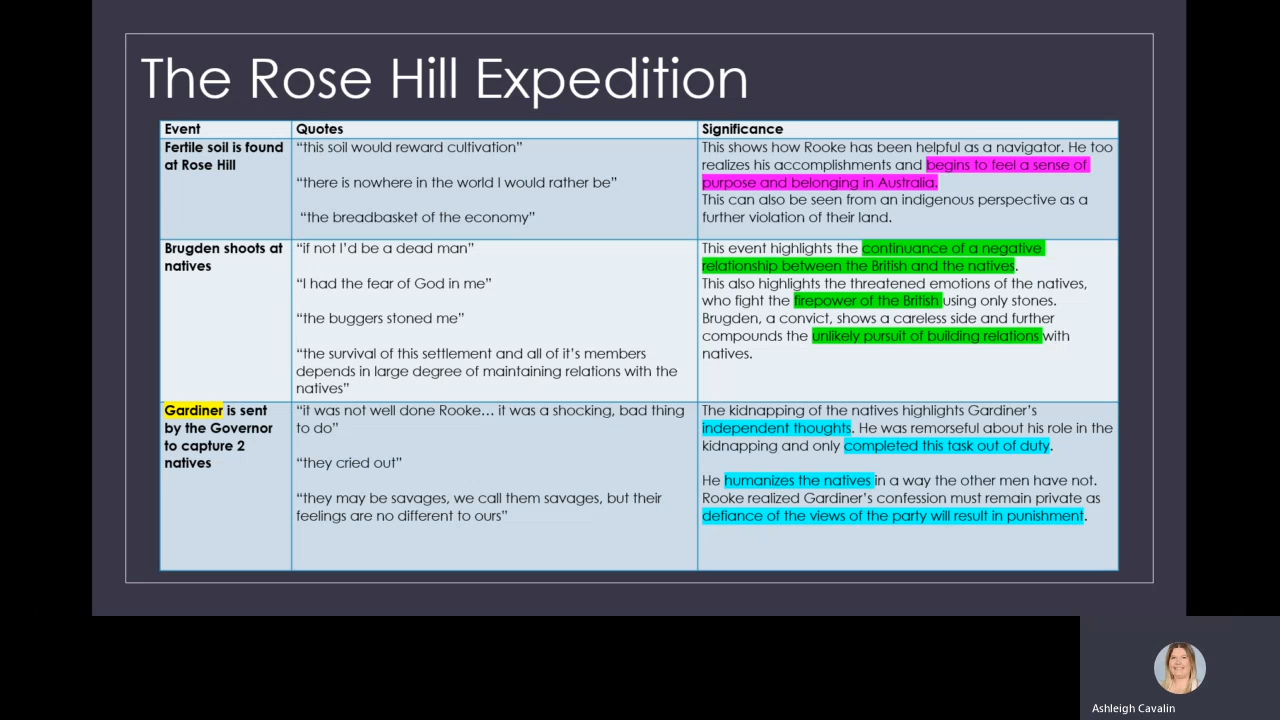 The Rose Hill Expedition
Event
Quotes
Significance
Fertile soil is found
at Rose Hill
“this soil would reward cultivation”
“there is nowhere in the world I would rather be”
“the breadbasket of the economy”
This shows how Rooke has been helpful as a navigator. He too
realizes his accomplishments and begins to feel a sense of
purpose and belonging in Australia.
This can also be seen from an indigenous perspective as a
further violation of their land.
Brugden shoots at
natives
“if not I’d be a dead man”
“I had the fear of God in me”
“the buggers stoned me”
“the survival of this settlement and all of it’s members
depends in large degree of maintaining relations with the
natives”
This event highlights the continuance of a negative
relationship between the British and the natives.
This also highlights the threatened emotions of the natives,
who fight the firepower of the British using only stones.
Brugden, a convict, shows a careless side and further
compounds the unlikely pursuit of building relations with
natives.
Gardiner is sent
by the Governor
to capture 2
natives
“it was not well done Rooke… it was a shocking, bad thing
to do”
“they cried out”
“they may be savages, we call them savages, but their
feelings are no different to ours”
The kidnapping of the natives highlights Gardiner’s
independent thoughts. He was remorseful about his role in the
kidnapping and only completed this task out of duty.
He humanizes the natives in a way the other men have not.
Rooke realized Gardiner’s confession must remain private as
defiance of the views of the party will result in punishment.
Ashleigh Cavalin